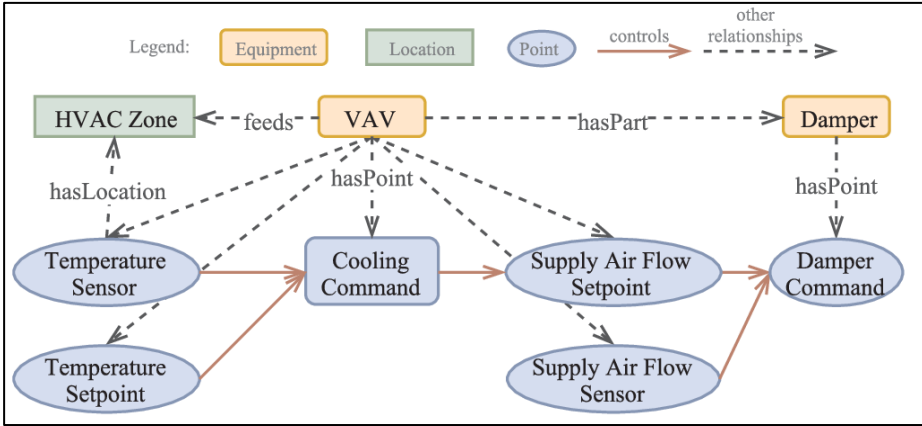 Legend:
Equipment
Location
Point
controls
other
relationships
HVAC Zone
feeds
VAV
hasPart
Damper
hasLocation
hasPoint
hasPoint
Temperature
Sensor
Cooling
Command
Supply Air Flow
Setpoint
Damper
Command
Temperature
Setpoint
Supply Air Flow
Sensor